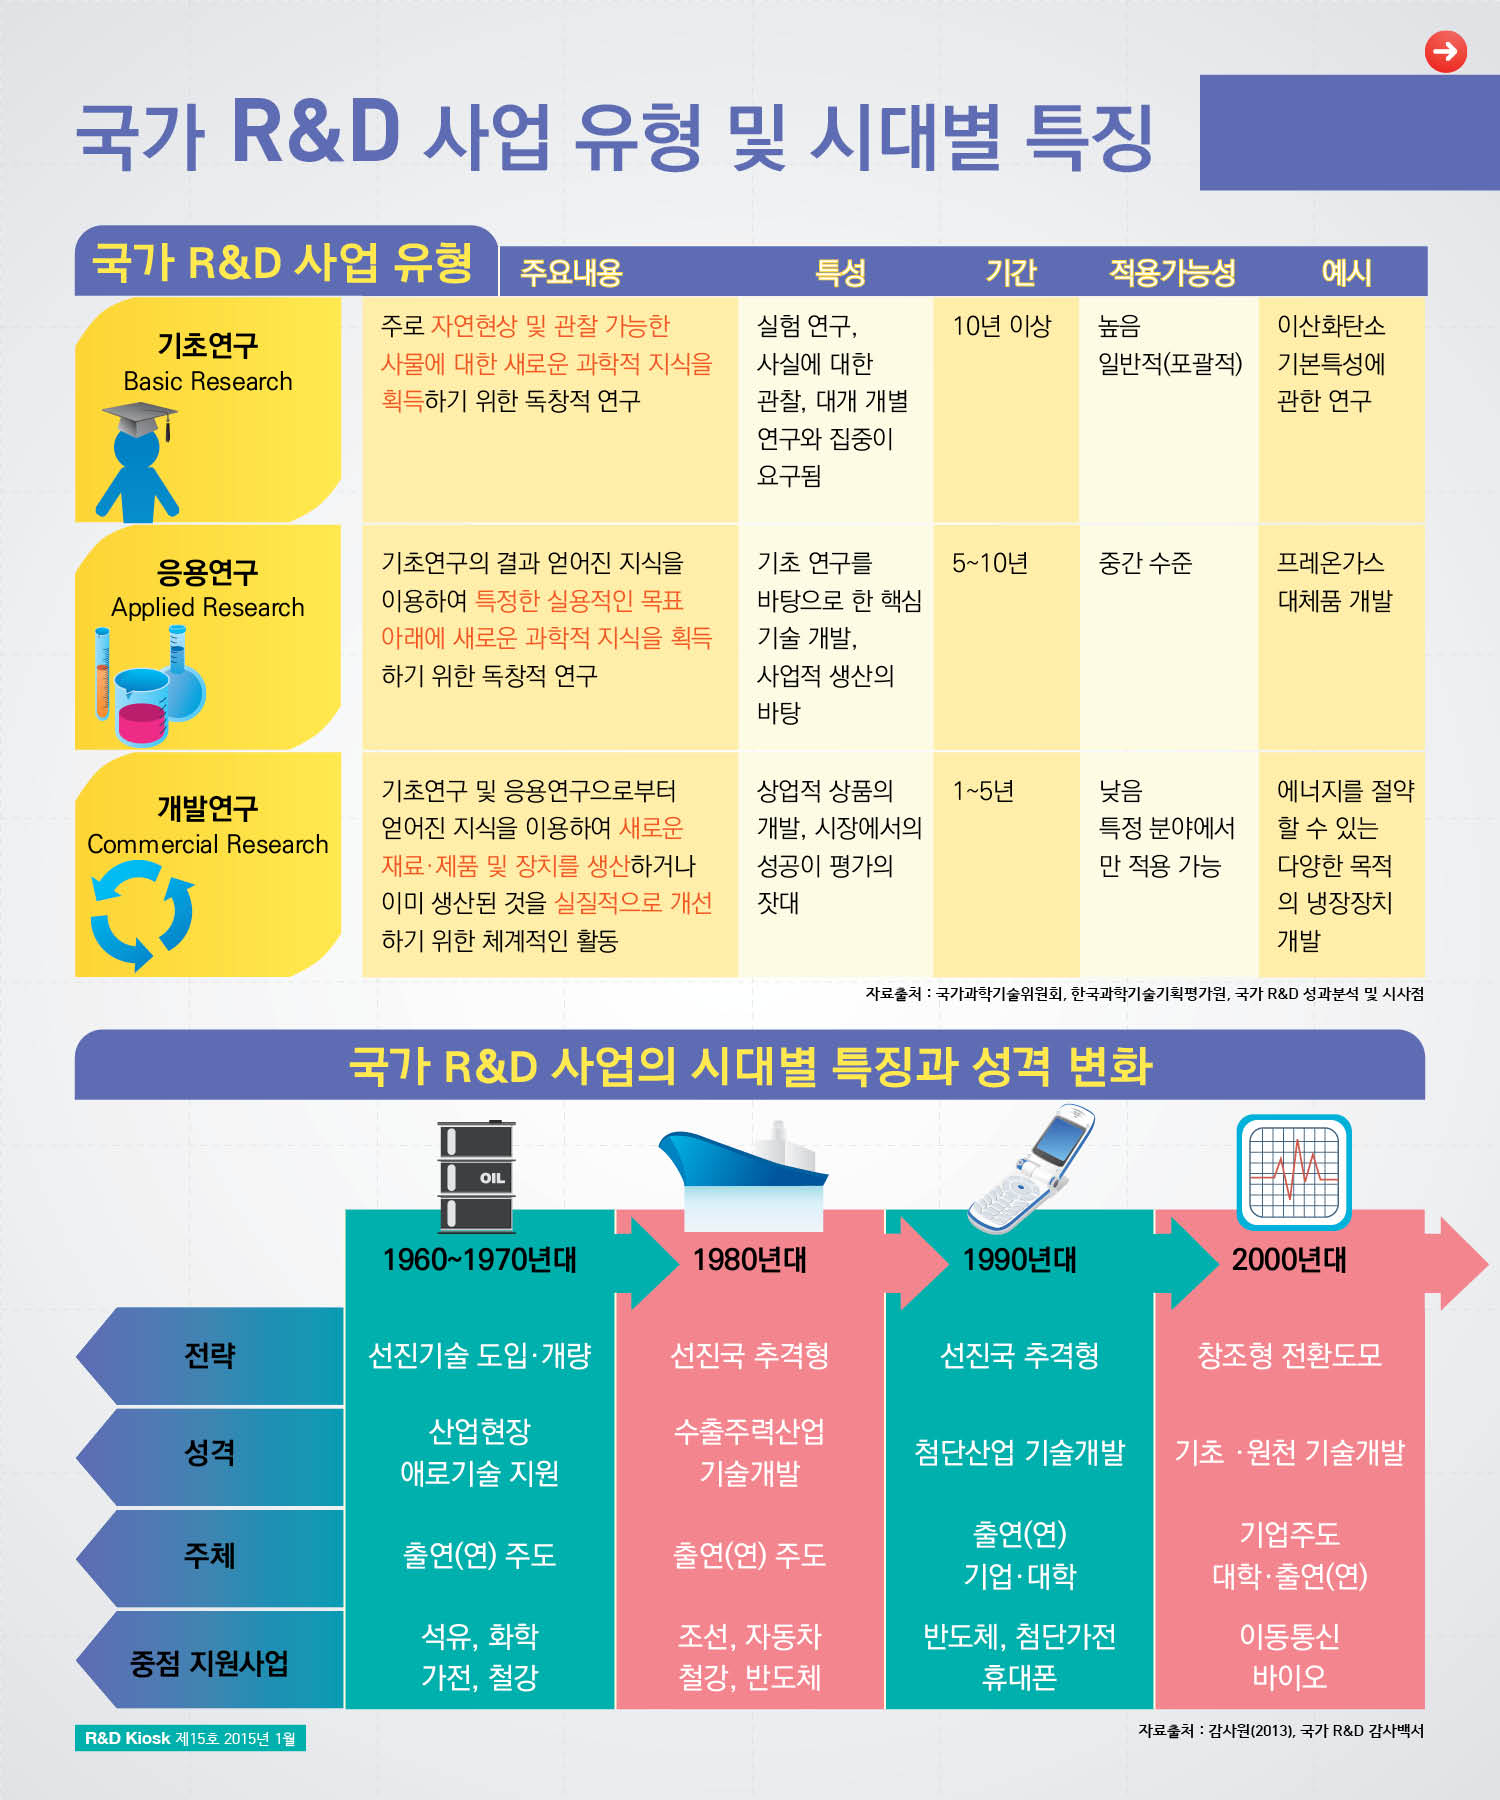 국가 R&D 사업 유형 및 시대별 특징
국가 R&D 사업 유형
주요내용
특성
기간
적용가능성
예시
기초연구
Basic Research
주로 자연현상 및 관찰 가능한
사물에 대한 새로운 과학적 지식을
획득하기 위한 독창적 연구
실험 연구,
사실에 대한
관찰, 대개 개별
연구와 집중이
요구됨
10년 이상
높음
일반적(포괄적)
이산화탄소
기본특성에
관한 연구
응용연구
Applied Research
기초연구의 결과 얻어진 지식을
이용하여 특정한 실용적인 목표
아래에 새로운 과학적 지식을 획득
하기 위한 독창적 연구
기초 연구를
바탕으로 한 핵심
기술 개발,
사업적 생산의
바탕
5~10년
중간 수준
프레온가스
대체품 개발
개발연구
Commercial Research
기초연구 및 응용연구으로부터
얻어진 지식을 이용하여 새로운
재료·제품 및 장치를 생산하거나
이미 생산된 것을 실질적으로 개선
하기 위한 체계적인 활동
상업적 상품의
개발, 시장에서의
성공이 평가의
잣대
1~5년
낮음
특정 분야에서
만 적용 가능
에너지를 절약
할 수 있는
다양한 목적
의 냉장장치
개발
자료출처 : 국가과학기술위원회, 한국과학기술기획평가원, 국가 R&D 성과분석 및 시사점
국가 R&D 사업의 시대별 특징과 성격 변화
OIL
1960~1970년대
1980년대
1990년대
2000년대
전략
선진기술 도입·개량
선진국 추격형
선진국 추격형
창조형 전환도모
성격
산업현장
애로기술 지원
수출주력산업
기술개발
첨단산업 기술개발
기초 ·원천 기술개발
주체
출연(연) 주도
출연(연) 주도
출연(연)
기업·대학
기업주도
대학·출연(연)
중점 지원사업
석유, 화학
가전, 철강
조선, 자동차
철강, 반도체
반도체, 첨단가전
휴대폰
이동통신
바이오
R&D Kiosk 제15호 2015년 1월
자료출처 : 감사원(2013), 국가 R&D 감사백서